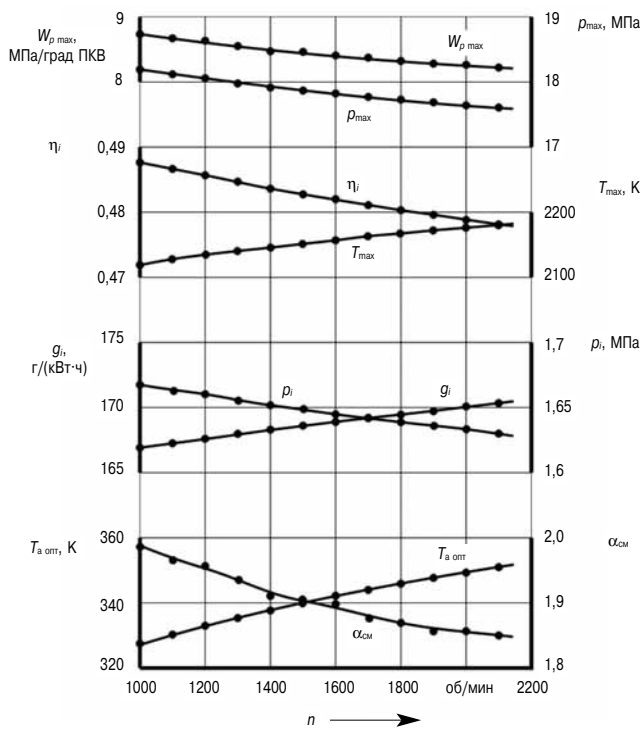 9
19
W_p max,
МПа/град ПКВ
W_p max
p_max, МПа
8
18
p_max
η_i
0,49
17
η_i
T_max, К
0,48
2200
T_max
0,47
2100
175
1,7
g_i,
г/(кВт·ч)
p_i, МПа
p_i
g_i
170
1,65
165
1,6
T_а опт, К
360
2,0
α_см
T_а опт
340
1,9
α_см
320
1,8
1000
1200
1400
1600
1800
об/мин
2200
n